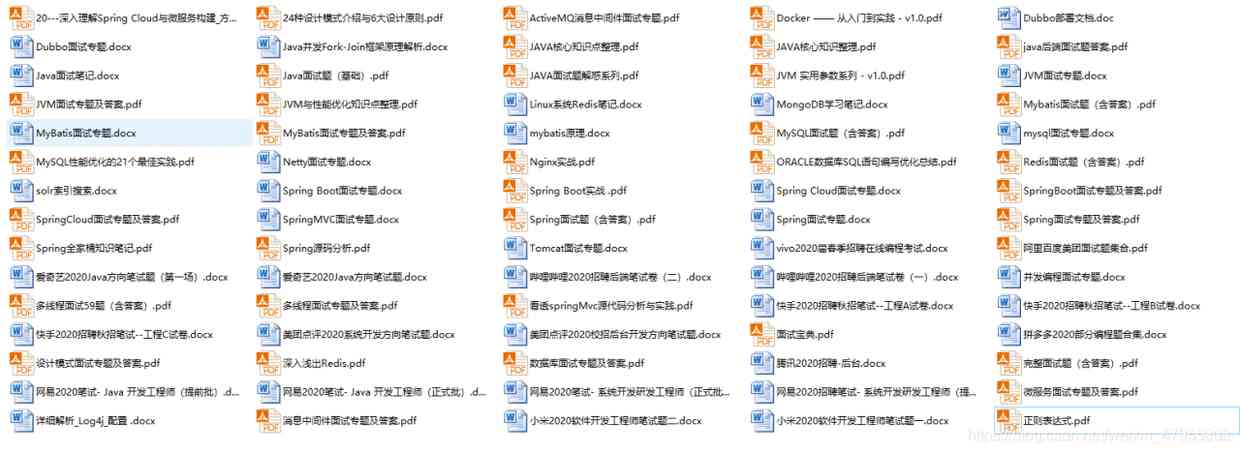 20---深入理解Spring Cloud与微服务构建_方... 24种设计模式介绍与6大设计原则.pdf ActiveMQ消息中间件面试专题.pdf Docker —— 从入门到实践 - v1.0.pdf Dubbo部署文档.doc
Dubbo面试专题.docx Java并发Fork-Join框架原理解析.docx JAVA核心知识点整理.pdf JAVA核心知识整理.pdf java后端面试题答案.pdf
Java面试笔记.docx Java面试题（基础）.pdf JAVA面试题解惑系列.pdf JVM 实用参数系列 - v1.0.pdf JVM面试专题.docx
JVM面试专题及答案.pdf JVM与性能优化知识点整理.pdf Linux系统Redis笔记.docx MongoDB学习笔记.docx Mybatis面试题（含答案）.pdf
MyBatis面试专题.docx MyBatis面试专题及答案.pdf mybatis原理.docx MySQL面试题（含答案）.pdf mysql面试专题.docx
MySQL性能优化的21个最佳实践.pdf Netty面试专题.docx Nginx实战.pdf ORACLE数据库SQL语句编写优化总结.pdf Redis面试题（含答案）.pdf
solr索引搜索.docx Spring Boot面试专题.docx Spring Boot实战 .pdf Spring Cloud面试专题.docx SpringBoot面试专题及答案.pdf
SpringCloud面试专题及答案.pdf SpringMVC面试专题.docx Spring面试题（含答案）.pdf Spring面试专题.docx Spring面试专题及答案.pdf
Spring全家桶知识笔记.pdf Spring源码分析.pdf Tomcat面试专题.docx vivo2020届春季招聘在线编程考试.docx 阿里百度美团面试题集合.pdf
爱奇艺2020Java方向笔试题（第一场）.docx 爱奇艺2020Java方向笔试题.docx 哔哩哔哩2020招聘后端笔试卷（二）.docx 哔哩哔哩2020招聘后端笔试卷（一）.docx 并发编程面试专题.docx
多线程面试59题（含答案）.pdf 多线程面试专题及答案.pdf 看透springMvc源代码分析与实践.pdf 快手2020招聘秋招笔试--工程A试卷.docx 快手2020招聘秋招笔试--工程B试卷.docx
快手2020招聘秋招笔试--工程C试卷.docx 美团点评2020系统开发方向笔试题.docx 美团点评2020校招后台开发方向笔试题.docx 面试宝典.pdf 拼多多2020部分编程题合集.docx
设计模式面试专题及答案.pdf 深入浅出Redis.pdf 数据库面试专题及答案.pdf 腾讯2020招聘-后台.docx 完整面试题（含答案）.pdf
网易2020笔试- Java 开发工程师（提前批）.d... 网易2020笔试- Java 开发工程师（正式批）.d... 网易2020笔试- 系统开发研发工程师（正式批... 网易2020招聘笔试- 系统开发研发工程师（提... 微服务面试专题及答案.pdf
详细解析_Log4j_配置 .docx 消息中间件面试专题及答案.pdf 小米2020软件开发工程师笔试题二.docx 小米2020软件开发工程师笔试题一.docx 正则表达式.pdf